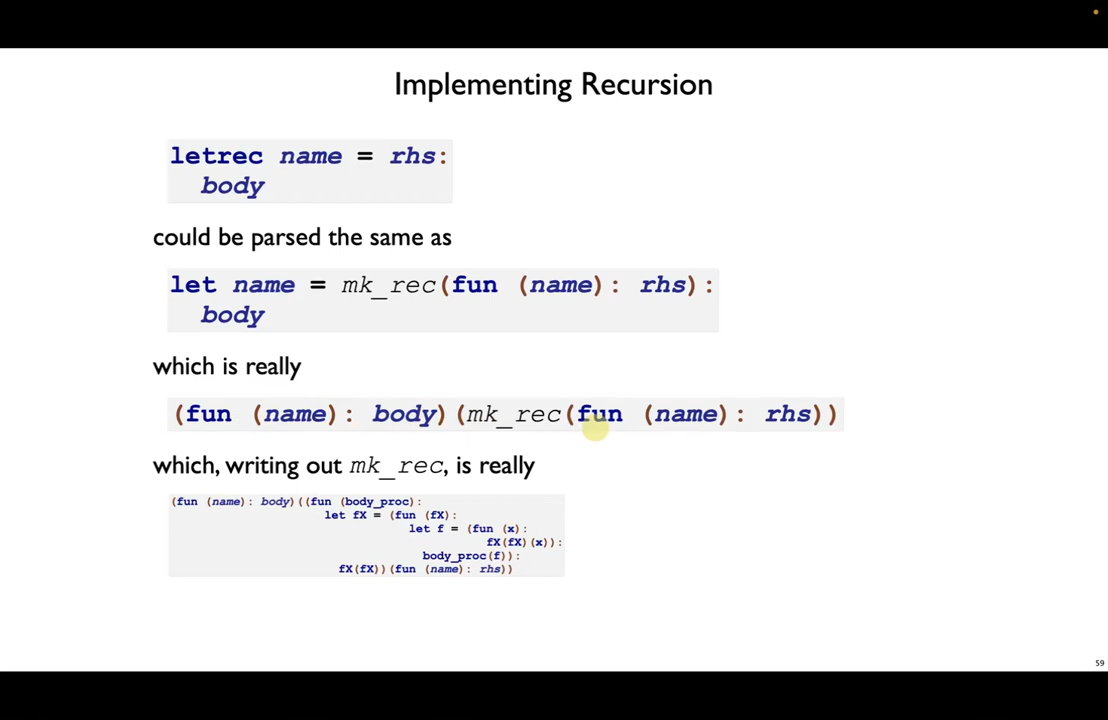 Implementing Recursion
letrec name = rhs:
body
could be parsed the same as
let name = mk_rec(fun (name): rhs):
body
which is really
(fun (name): body)(mk_rec(fun (name): rhs))
which, writing out mk_rec, is really
(fun (name): body)((fun (body_proc):
let fX = (fun (fX):
let f = (fun (x):
fX(fX)(x)):
body_proc(f)):
fX(fX))(fun (name): rhs))
59